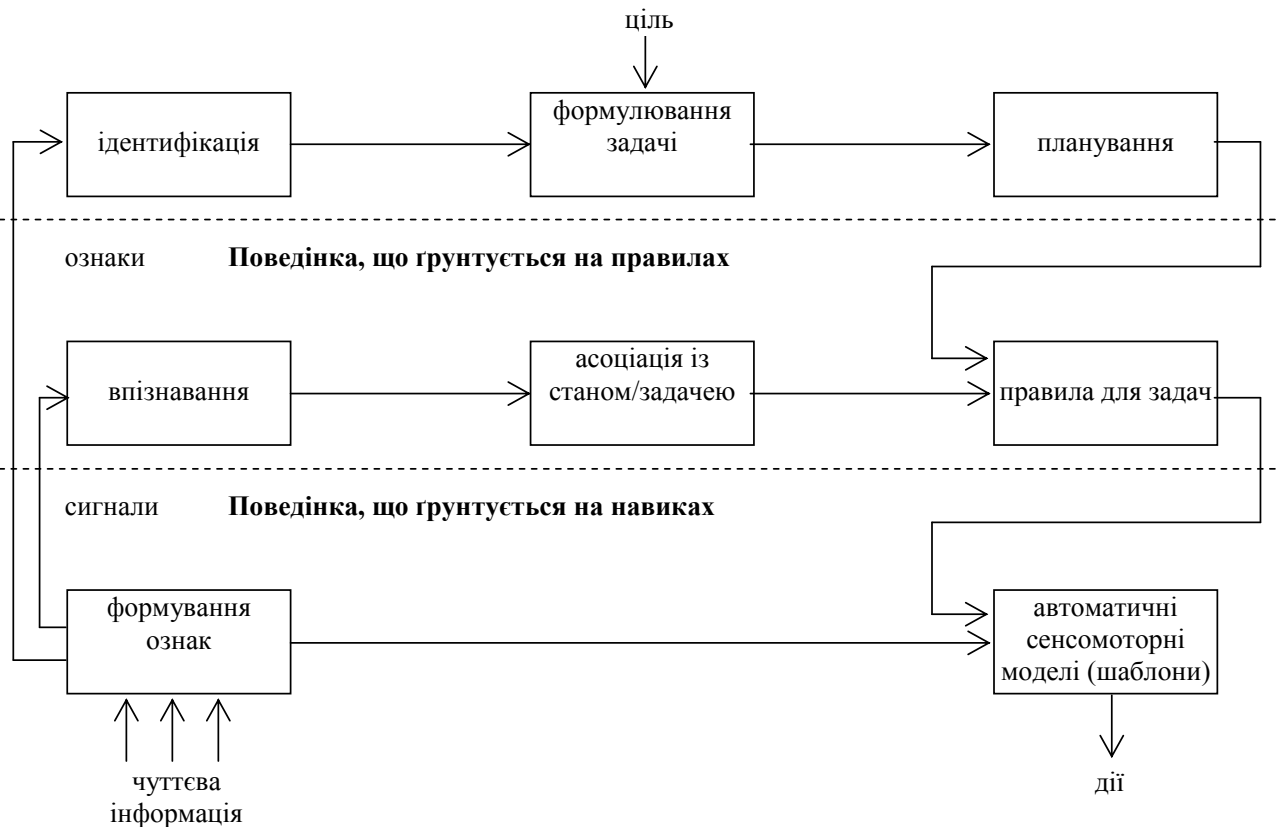 ціль
ідентифікація
формулювання
задачі
планування
ознаки Поведінка, що ґрунтується на правилах
впізнавання
асоціація із
станом/задачею
правила для задач
сигнали Поведінка, що ґрунтується на навиках
формування
ознак
автоматичні
сенсомоторні
моделі (шаблони)
чуттєва
інформація
дії